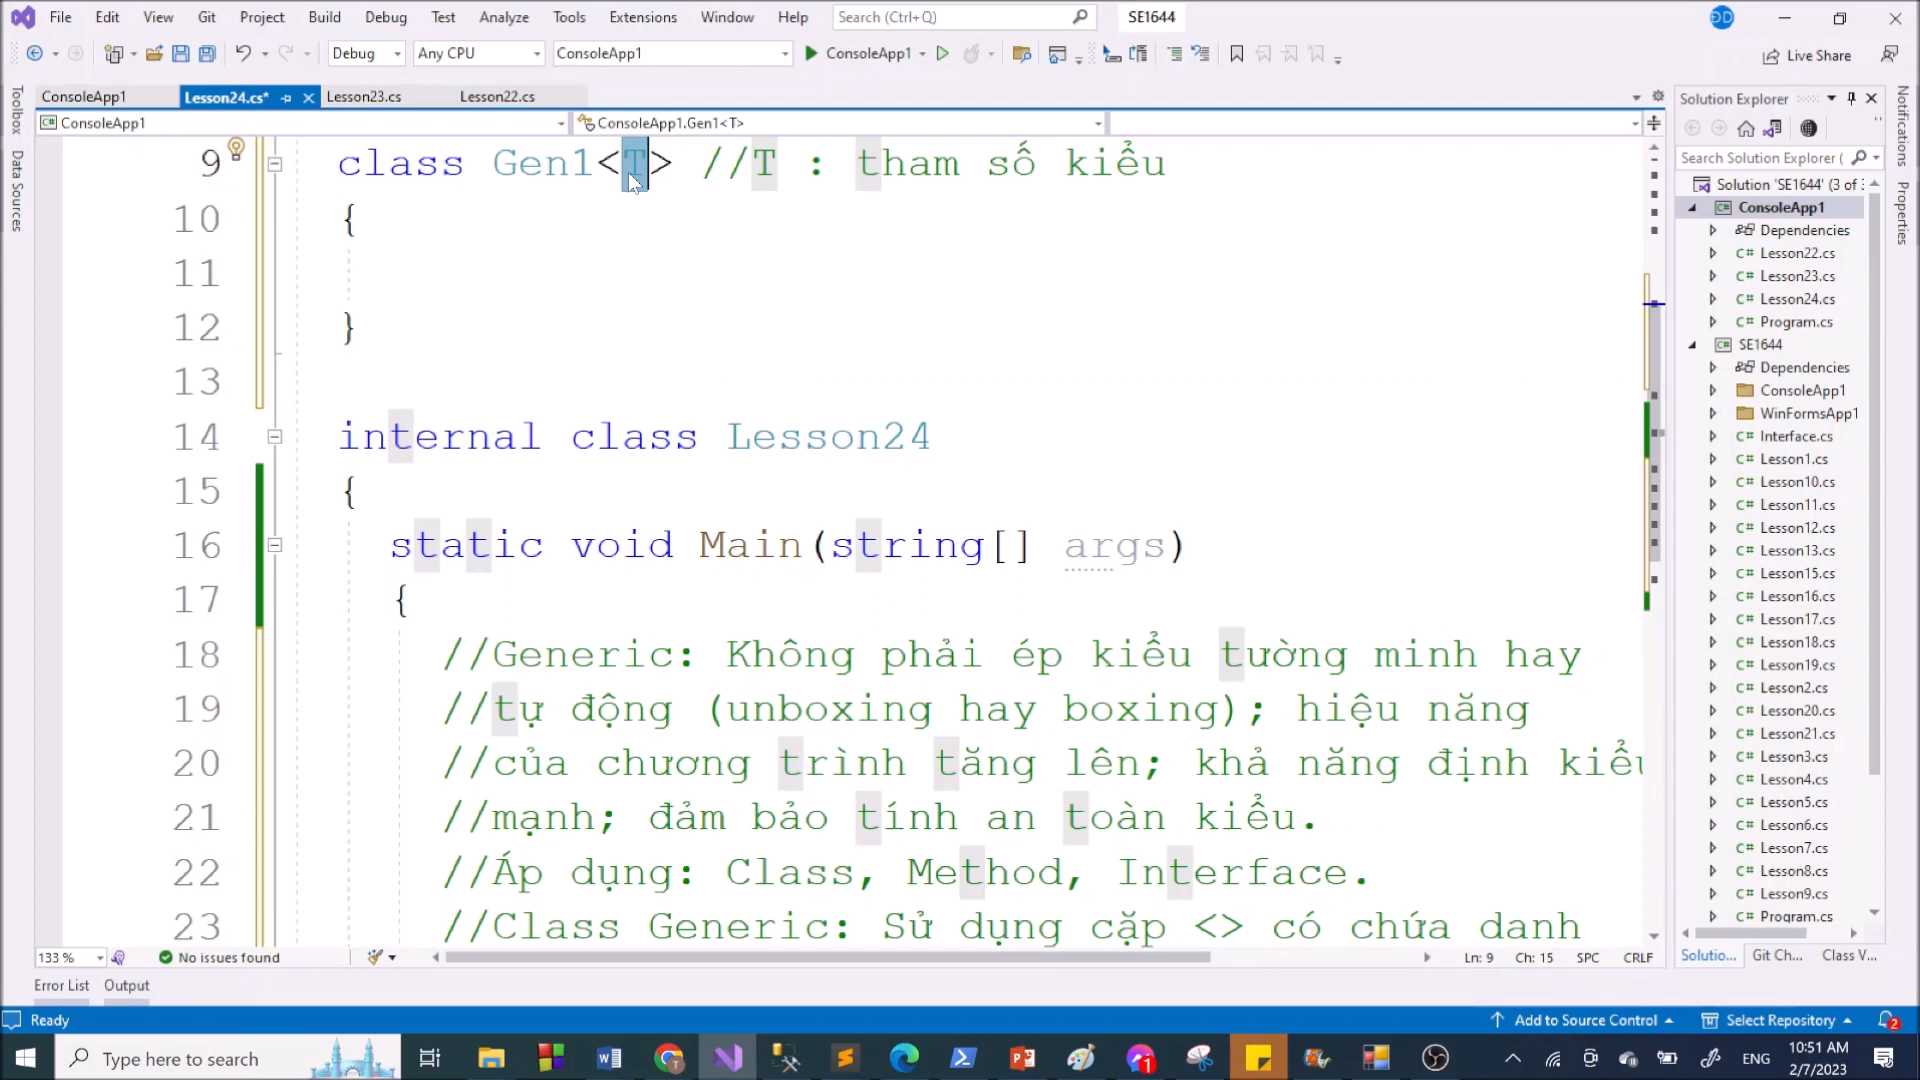 File Edit View Git Project Build Debug Test Analyze Tools Extensions Window Help Search (Ctrl+Q) SE1644 ĐD
Debug Any CPU ConsoleApp1 ConsoleApp1 Live Share
ConsoleApp1 Lesson24.cs* Lesson23.cs Lesson22.cs
ConsoleApp1 ConsoleApp1.Gen1<T>
Toolbox
Data Sources
9 class Gen1<T> //T : tham số kiểu
10 {
11
12 }
13
14 internal class Lesson24
15 {
16 static void Main(string[] args)
17 {
18 //Generic: Không phải ép kiểu tường minh hay
19 //tự động (unboxing hay boxing); hiệu năng
20 //của chương trình tăng lên; khả năng định kiểu
21 //mạnh; đảm bảo tính an toàn kiểu.
22 //Áp dụng: Class, Method, Interface.
23 //Class Generic: Sử dụng cặp <> có chứa danh
133 % No issues found Ln: 9 Ch: 15 SPC CRLF
Error List Output
Solution Explorer
Search Solution Explorer (
Solution 'SE1644' (3 of :
ConsoleApp1
Dependencies
C# Lesson22.cs
C# Lesson23.cs
C# Lesson24.cs
C# Program.cs
SE1644
Dependencies
ConsoleApp1
WinFormsApp1
C# Interface.cs
C# Lesson1.cs
C# Lesson10.cs
C# Lesson11.cs
C# Lesson12.cs
C# Lesson13.cs
C# Lesson15.cs
C# Lesson16.cs
C# Lesson17.cs
C# Lesson18.cs
C# Lesson19.cs
C# Lesson2.cs
C# Lesson20.cs
C# Lesson21.cs
C# Lesson3.cs
C# Lesson4.cs
C# Lesson5.cs
C# Lesson6.cs
C# Lesson7.cs
C# Lesson8.cs
C# Lesson9.cs
C# Program.cs
Solutio... Git Ch... Class V...
Notifications
Properties
Ready Add to Source Control Select Repository 2
Type here to search 1 ENG 10:51 AM
2/7/2023